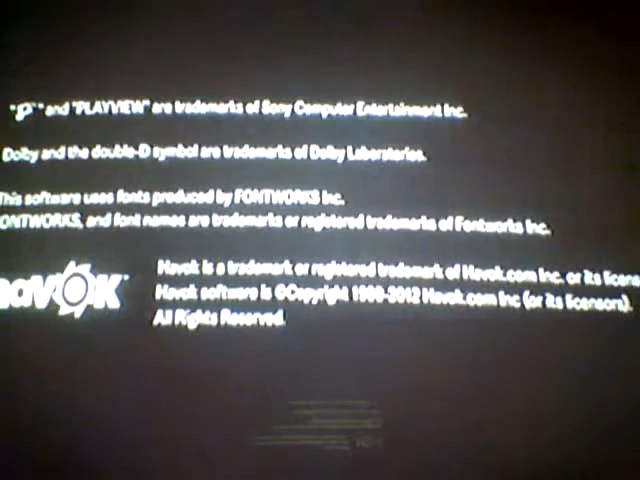 " " and "PLAYVIEW" are trademarks of Sony Computer Entertainment Inc.
Dolby and the double-D symbol are trademarks of Dolby Laboratories.
This software uses fonts produced by FONTWORKS Inc.
ONTWORKS, and font names are trademarks or registered trademarks of Fontworks Inc.
havok™
Havok is a trademark or registered trademark of Havok.com Inc. or its licens
Havok software is ©Copyright 1999-2012 Havok.com Inc (or its licensors).
All Rights Reserved.